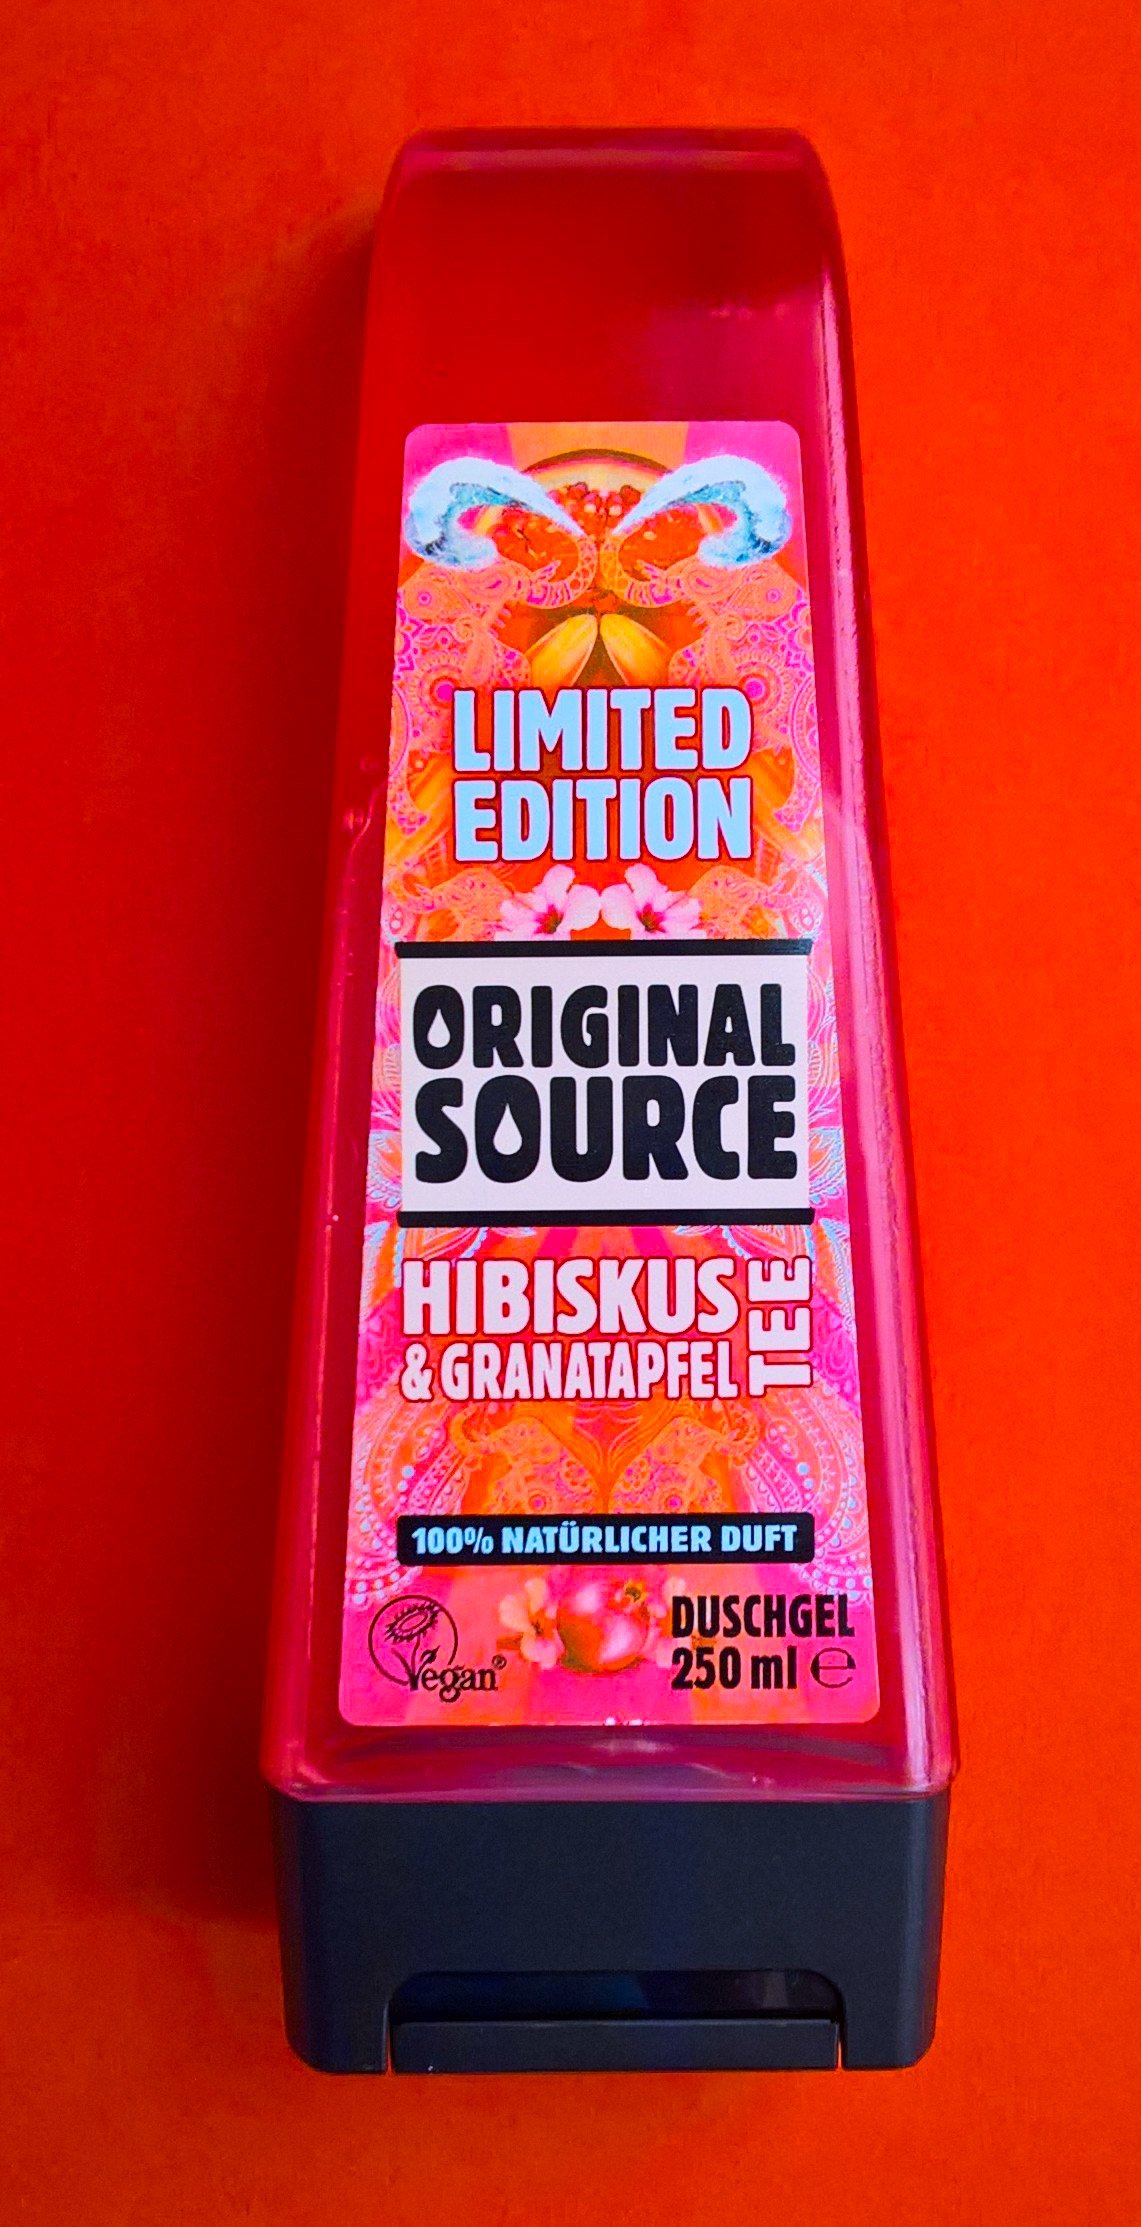 LIMITED
EDITION
ORIGINAL
SOURCE
HIBISKUS
& GRANATAPFEL
TEE
100% NATÜRLICHER DUFT
Vegan®
DUSCHGEL
250 ml ℮